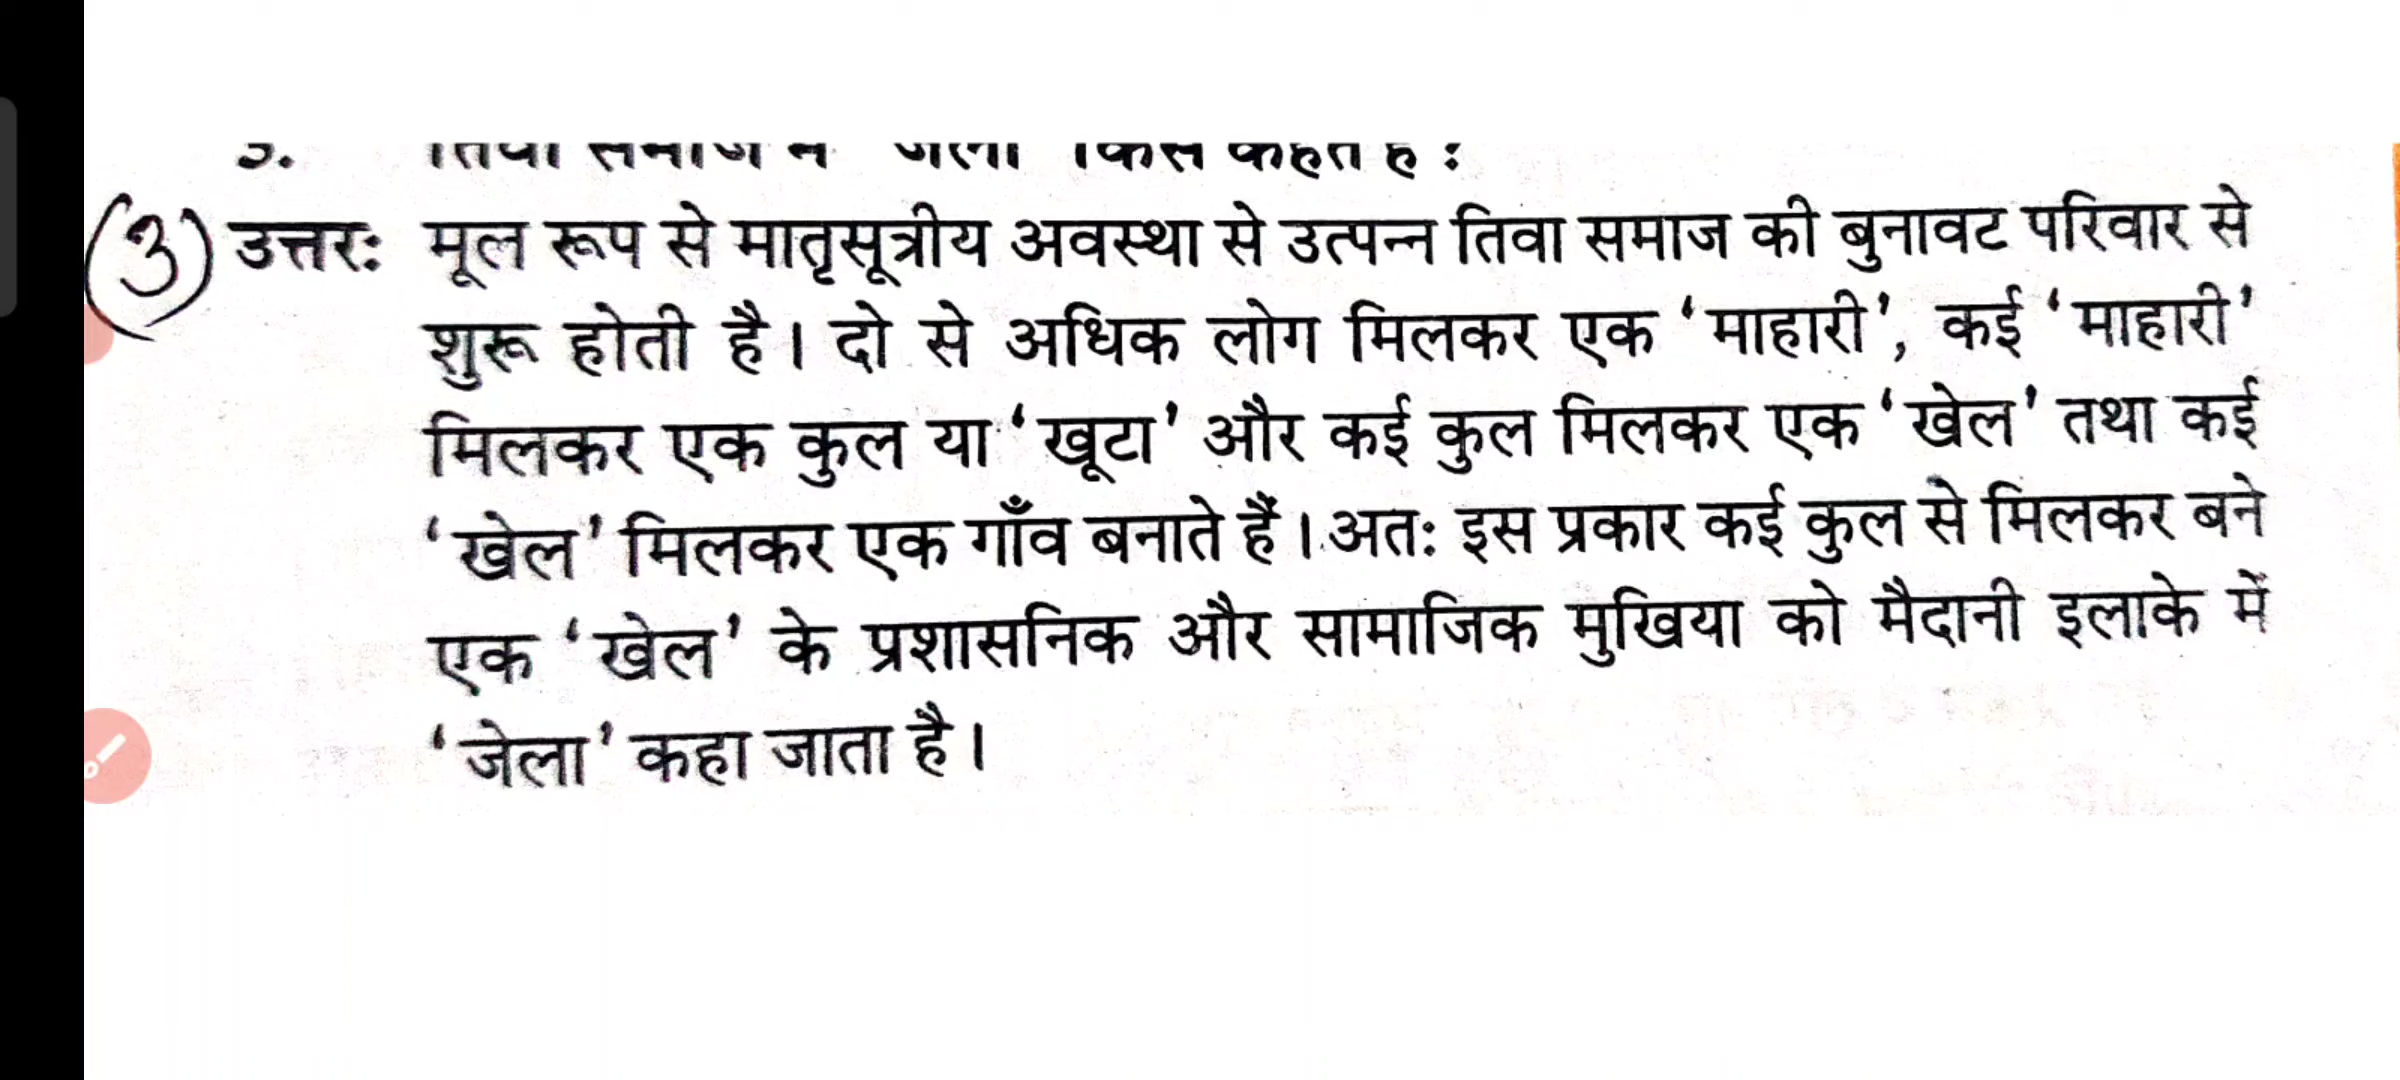 (3) उत्तर: मूल रूप से मातृसूत्रीय अवस्था से उत्पन्न तिवा समाज की बुनावट परिवार से
शुरू होती है। दो से अधिक लोग मिलकर एक 'माहारी', कई 'माहारी'
मिलकर एक कुल या 'खूटा' और कई कुल मिलकर एक 'खेल' तथा कई
'खेल' मिलकर एक गाँव बनाते हैं। अत: इस प्रकार कई कुल से मिलकर बने
एक 'खेल' के प्रशासनिक और सामाजिक मुखिया को मैदानी इलाके में
'जेला' कहा जाता है।